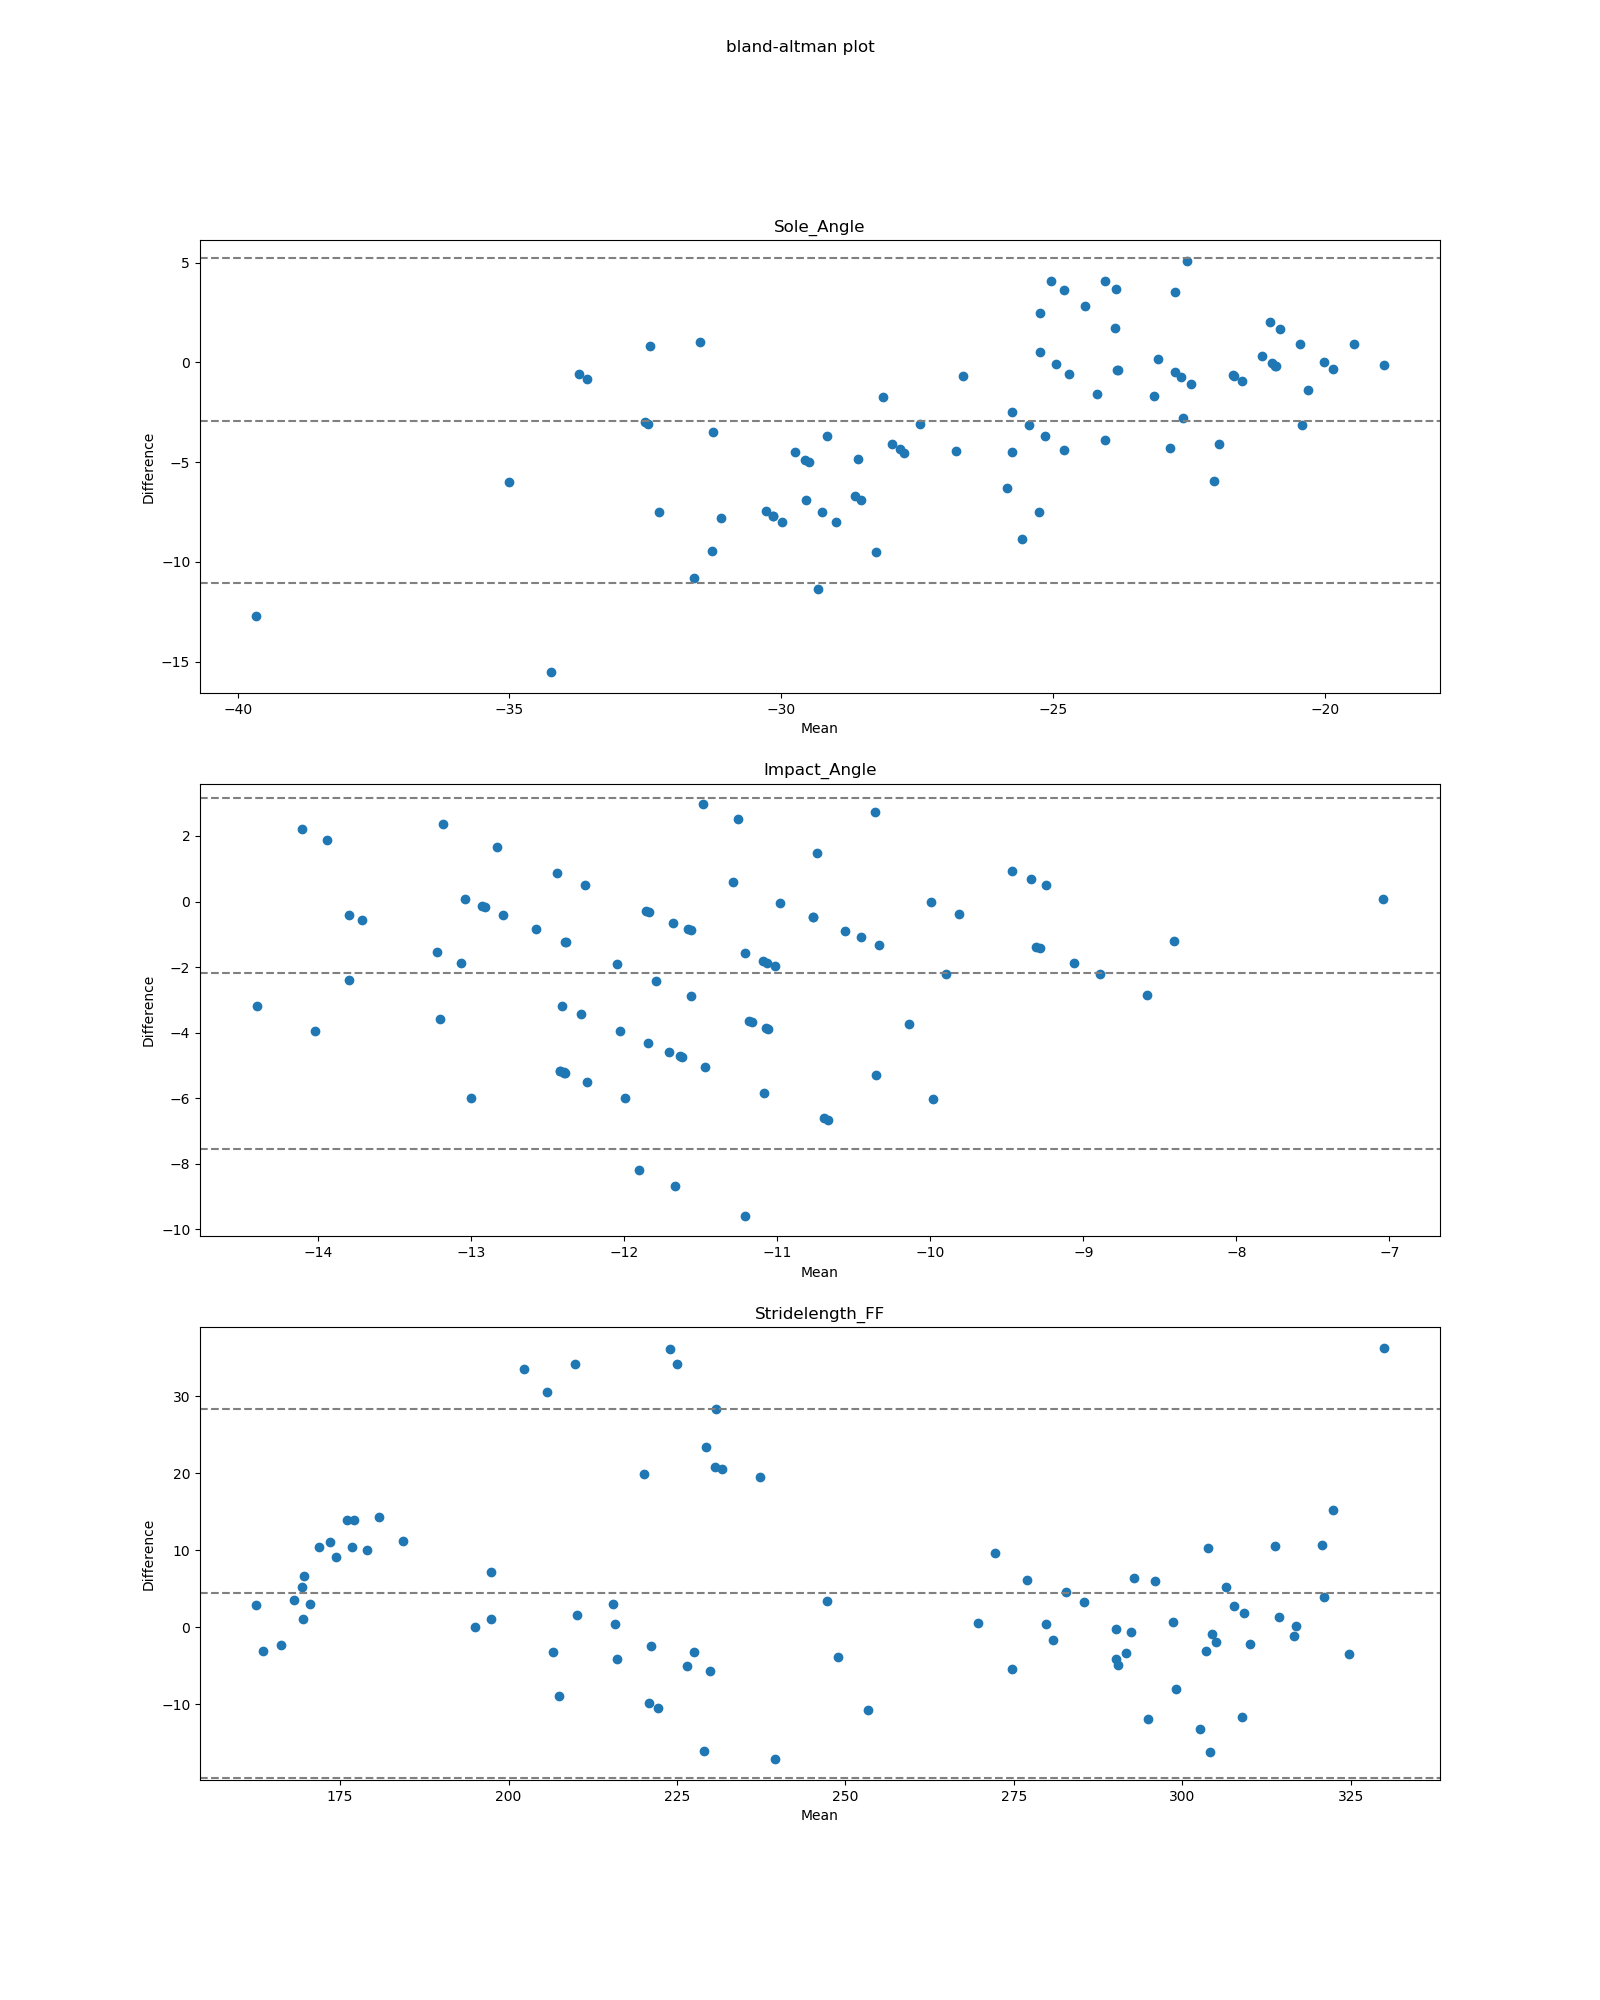 bland-altman plot
Sole_Angle
5
0
−5
−10
−15
Difference
−40 −35 −30 −25 −20
Mean
Impact_Angle
2
0
−2
−4
−6
−8
−10
Difference
−14 −13 −12 −11 −10 −9 −8 −7
Mean
Stridelength_FF
30
20
10
0
−10
Difference
175 200 225 250 275 300 325
Mean